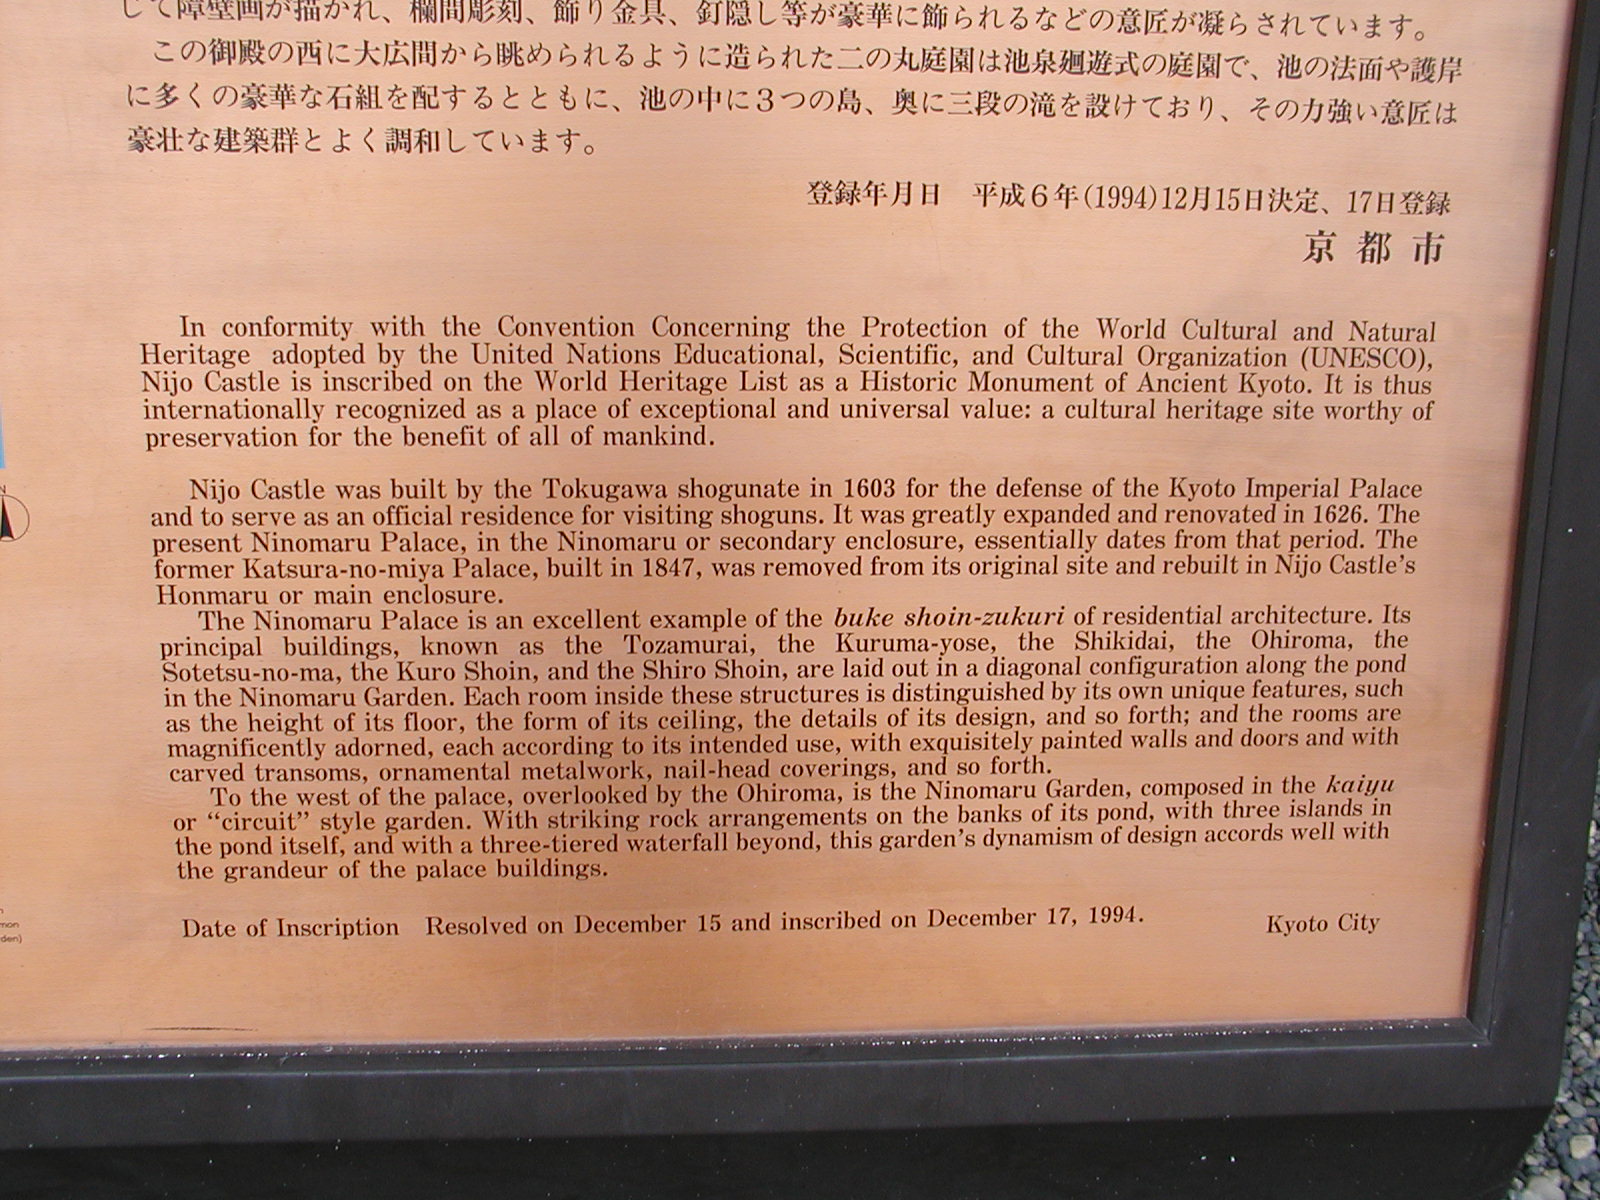 して障壁画が描かれ、欄間彫刻、飾り金具、釘隠し等が豪華に飾られるなどの意匠が凝らされています。
この御殿の西に大広間から眺められるように造られた二の丸庭園は池泉廻遊式の庭園で、池の法面や護岸
に多くの豪華な石組を配するとともに、池の中に3つの島、奥に三段の滝を設けており、その力強い意匠は
豪壮な建築群とよく調和しています。
登録年月日　平成6年(1994)12月15日決定、17日登録
京都市
In conformity with the Convention Concerning the Protection of the World Cultural and Natural
Heritage adopted by the United Nations Educational, Scientific, and Cultural Organization (UNESCO),
Nijo Castle is inscribed on the World Heritage List as a Historic Monument of Ancient Kyoto. It is thus
internationally recognized as a place of exceptional and universal value: a cultural heritage site worthy of
preservation for the benefit of all of mankind.
Nijo Castle was built by the Tokugawa shogunate in 1603 for the defense of the Kyoto Imperial Palace
and to serve as an official residence for visiting shoguns. It was greatly expanded and renovated in 1626. The
present Ninomaru Palace, in the Ninomaru or secondary enclosure, essentially dates from that period. The
former Katsura-no-miya Palace, built in 1847, was removed from its original site and rebuilt in Nijo Castle's
Honmaru or main enclosure.
The Ninomaru Palace is an excellent example of the buke shoin-zukuri of residential architecture. Its
principal buildings, known as the Tozamurai, the Kuruma-yose, the Shikidai, the Ohiroma, the
Sotetsu-no-ma, the Kuro Shoin, and the Shiro Shoin, are laid out in a diagonal configuration along the pond
in the Ninomaru Garden. Each room inside these structures is distinguished by its own unique features, such
as the height of its floor, the form of its ceiling, the details of its design, and so forth; and the rooms are
magnificently adorned, each according to its intended use, with exquisitely painted walls and doors and with
carved transoms, ornamental metalwork, nail-head coverings, and so forth.
To the west of the palace, overlooked by the Ohiroma, is the Ninomaru Garden, composed in the kaiyu
or “circuit” style garden. With striking rock arrangements on the banks of its pond, with three islands in
the pond itself, and with a three-tiered waterfall beyond, this garden's dynamism of design accords well with
the grandeur of the palace buildings.
Date of Inscription Resolved on December 15 and inscribed on December 17, 1994.
Kyoto City
N
mon
den)